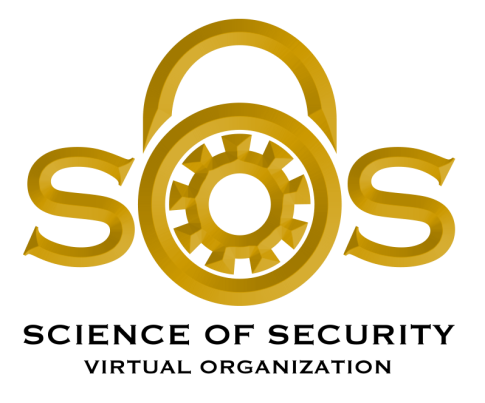 SOS
SCIENCE OF SECURITY
VIRTUAL ORGANIZATION